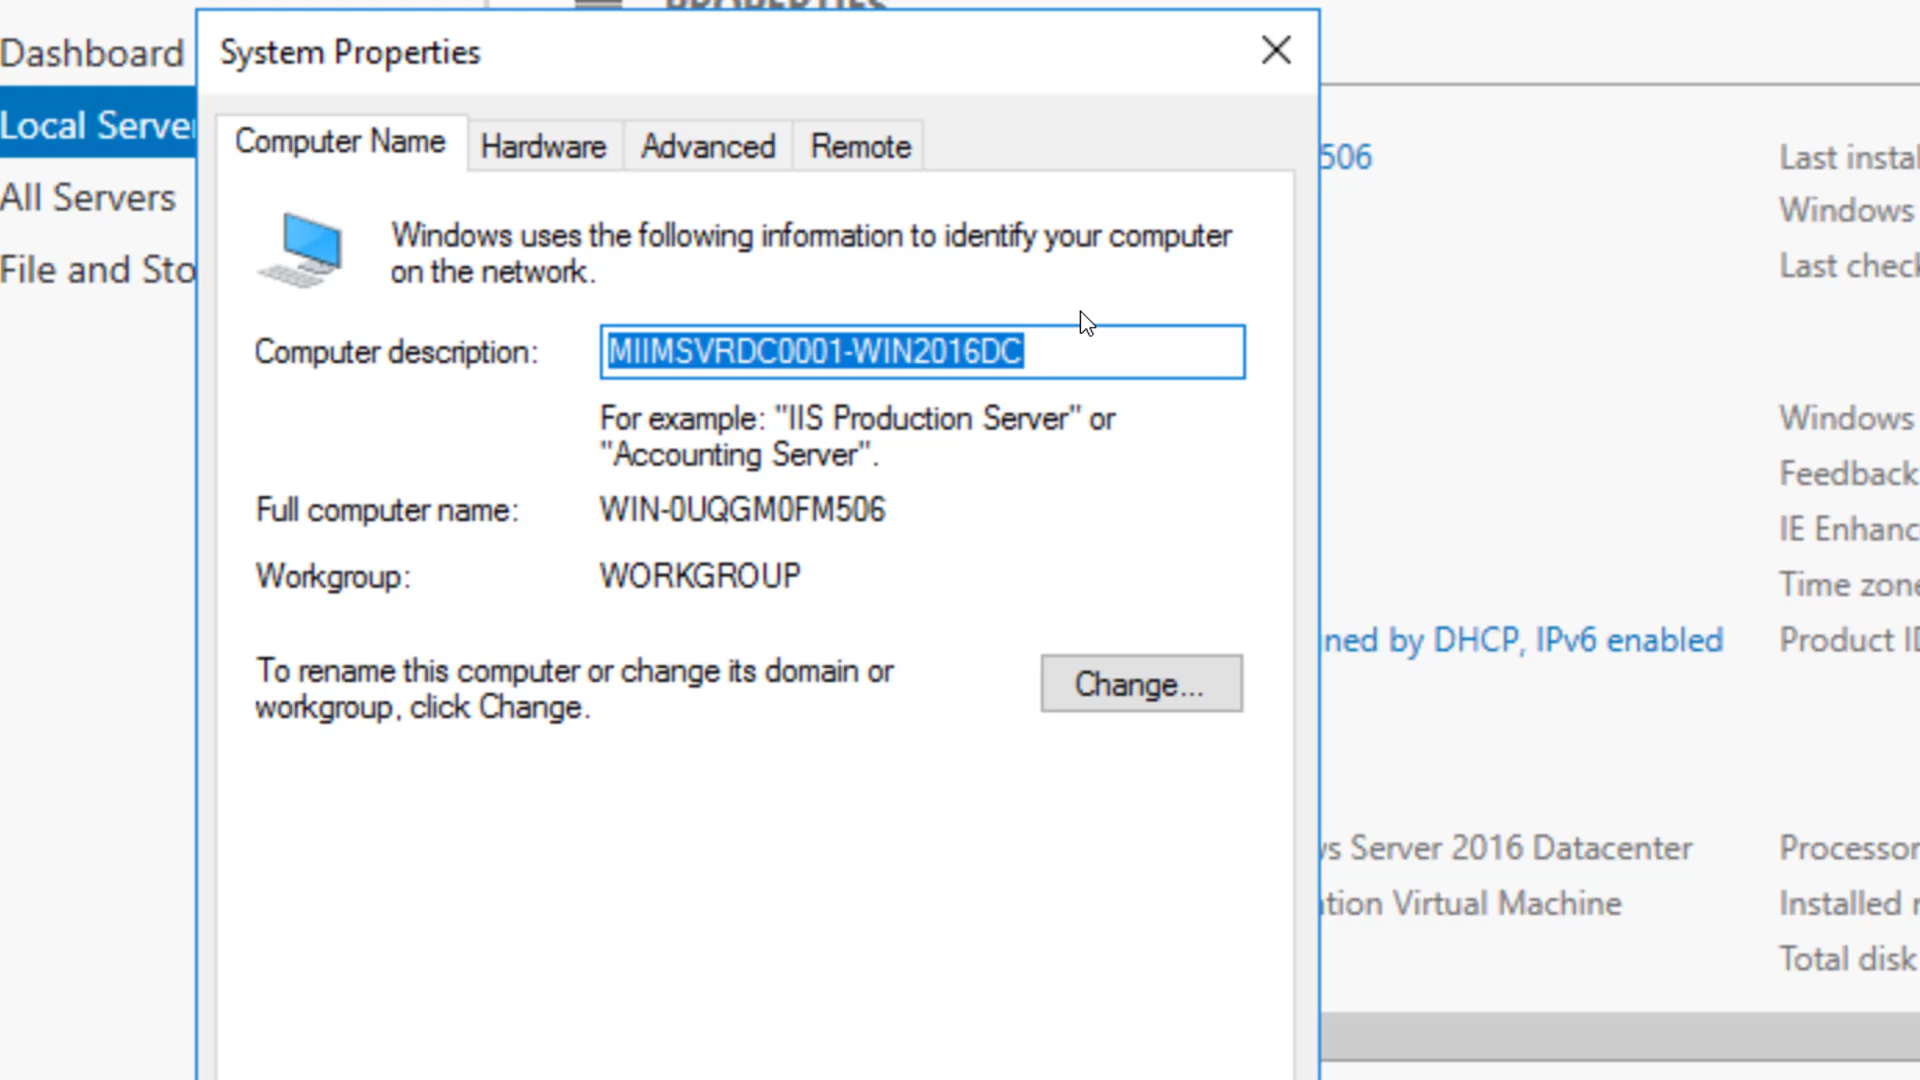 PROPERTIES
System Properties
Dashboard
Local Server
All Servers
File and Sto
Computer Name
Hardware
Advanced
Remote
Windows uses the following information to identify your computer
on the network.
Computer description:
MIIMSVRDC0001-WIN2016DC
For example: "IIS Production Server" or
"Accounting Server".
Full computer name:
WIN-0UQGM0FM506
Workgroup:
WORKGROUP
To rename this computer or change its domain or
workgroup, click Change.
Change...
506
ned by DHCP, IPv6 enabled
s Server 2016 Datacenter
tion Virtual Machine
Last instal
Windows
Last check
Windows
Feedback
IE Enhanc
Time zone
Product ID
Processor
Installed r
Total disk